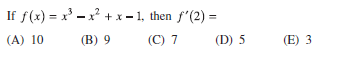 If f(x) = x³ − x² + x − 1, then f′(2) =
(A) 10 (B) 9 (C) 7 (D) 5 (E) 3